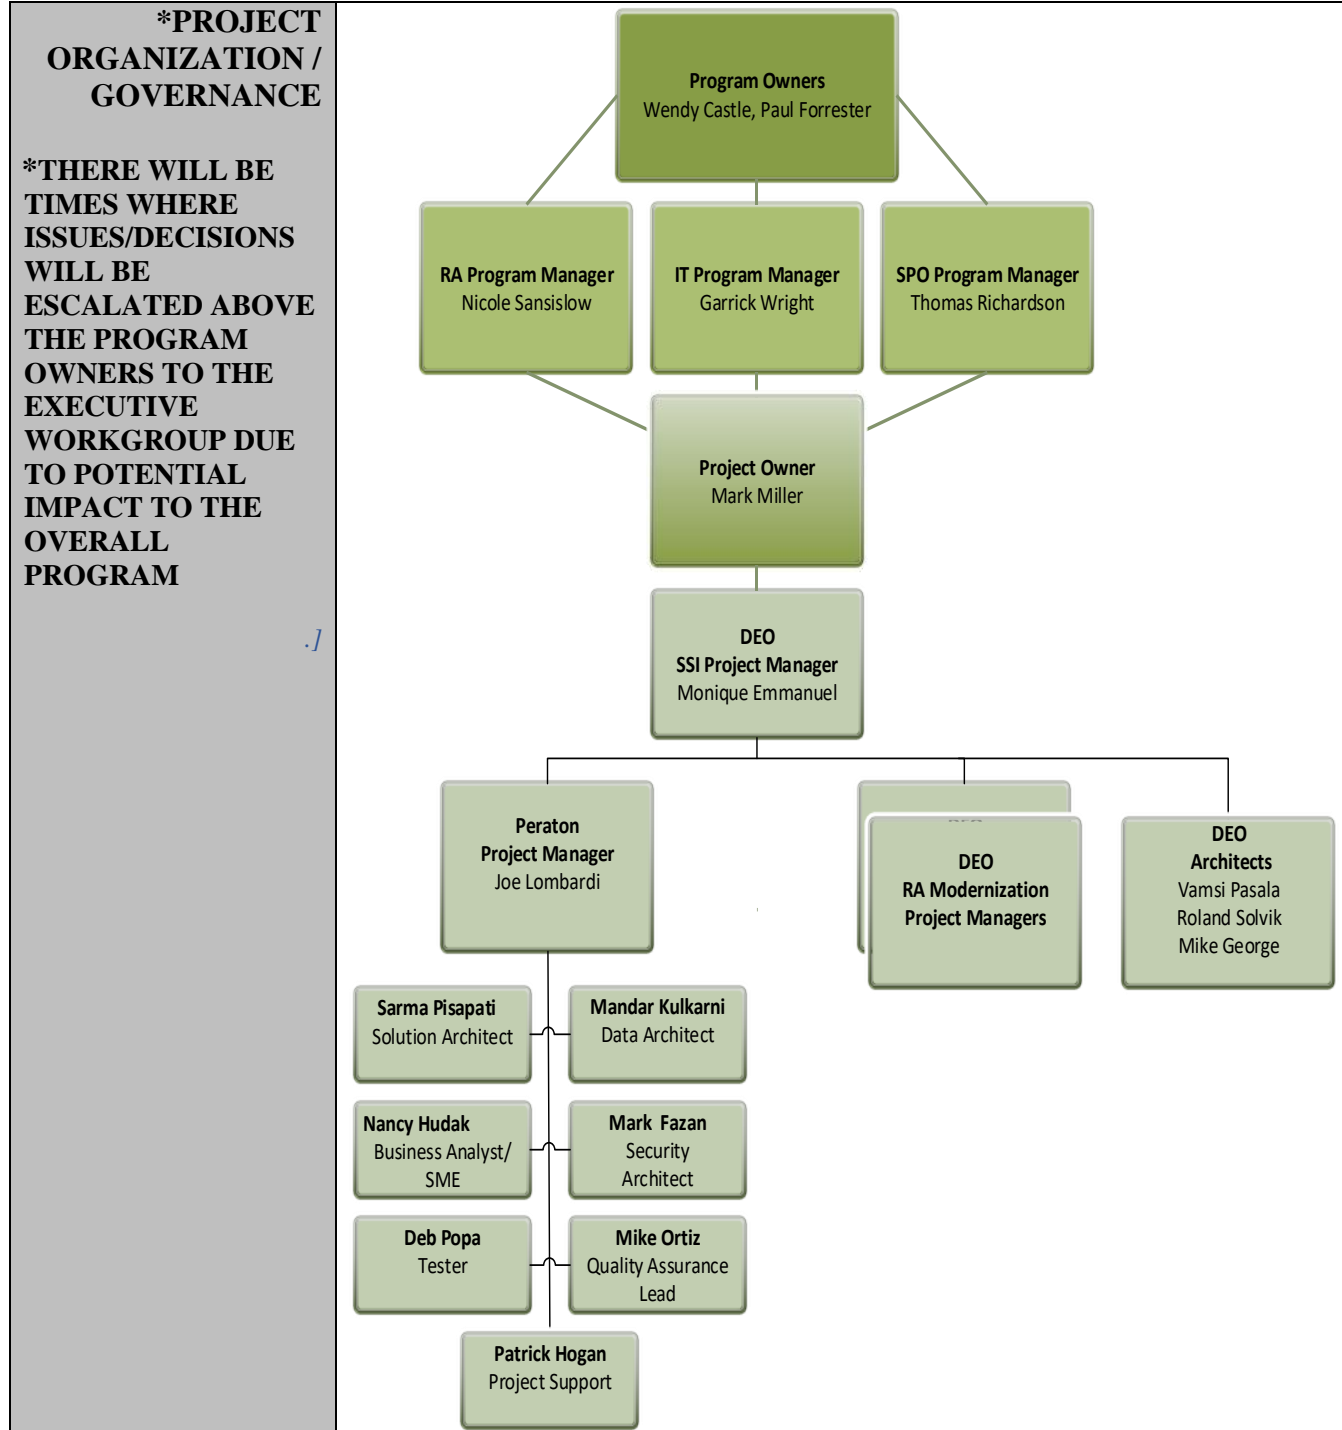 *PROJECT
ORGANIZATION /
GOVERNANCE
*THERE WILL BE
TIMES WHERE
ISSUES/DECISIONS
WILL BE
ESCALATED ABOVE
THE PROGRAM
OWNERS TO THE
EXECUTIVE
WORKGROUP DUE
TO POTENTIAL
IMPACT TO THE
OVERALL
PROGRAM
.]
Program Owners
Wendy Castle, Paul Forrester
RA Program Manager
Nicole Sansislow
IT Program Manager
Garrick Wright
SPO Program Manager
Thomas Richardson
Project Owner
Mark Miller
DEO
SSI Project Manager
Monique Emmanuel
Peraton
Project Manager
Joe Lombardi
DEO
RA Modernization
Project Managers
DEO
Architects
Vamsi Pasala
Roland Solvik
Mike George
Sarma Pisapati
Solution Architect
Mandar Kulkarni
Data Architect
Nancy Hudak
Business Analyst/
SME
Mark Fazan
Security
Architect
Deb Popa
Tester
Mike Ortiz
Quality Assurance
Lead
Patrick Hogan
Project Support